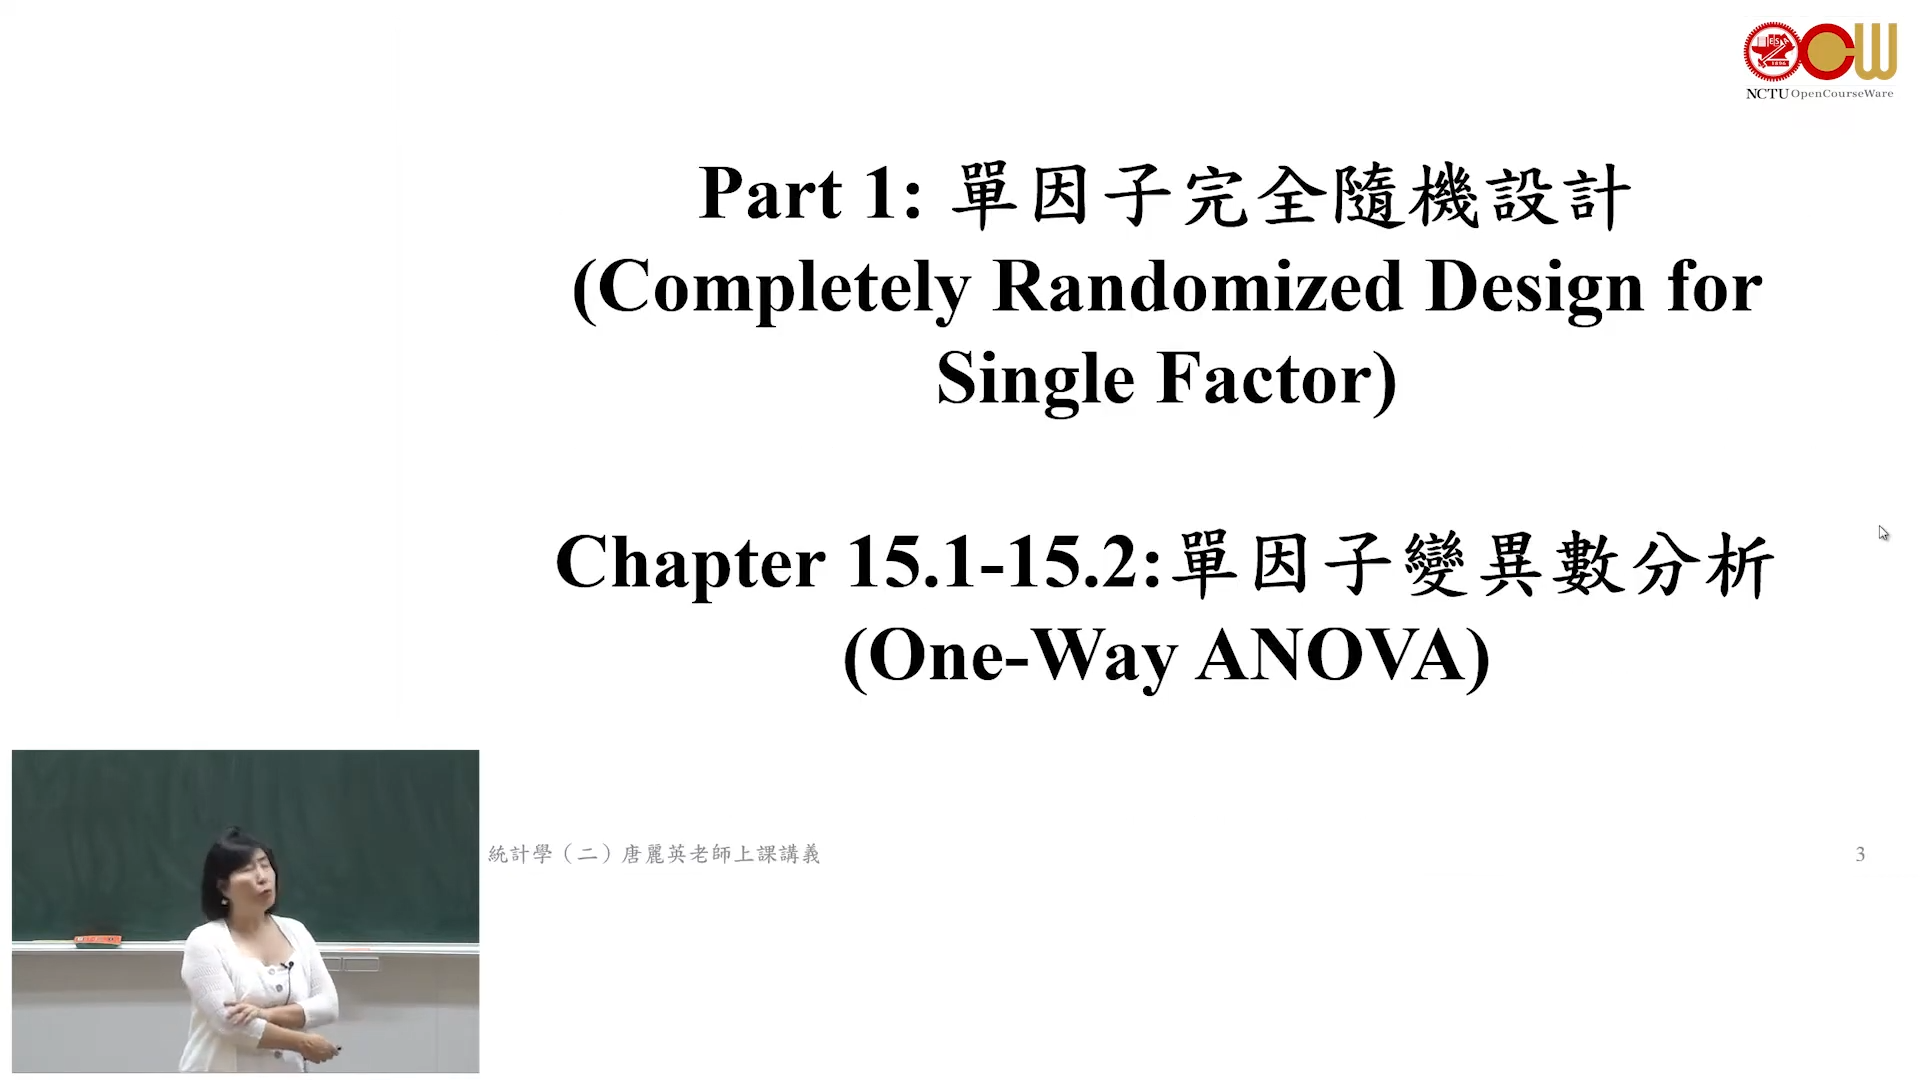 NCTU OpenCourseWare
Part 1: 單因子完全隨機設計
(Completely Randomized Design for
Single Factor)
Chapter 15.1-15.2:單因子變異數分析
(One-Way ANOVA)
統計學（二）唐麗英老師上課講義
3